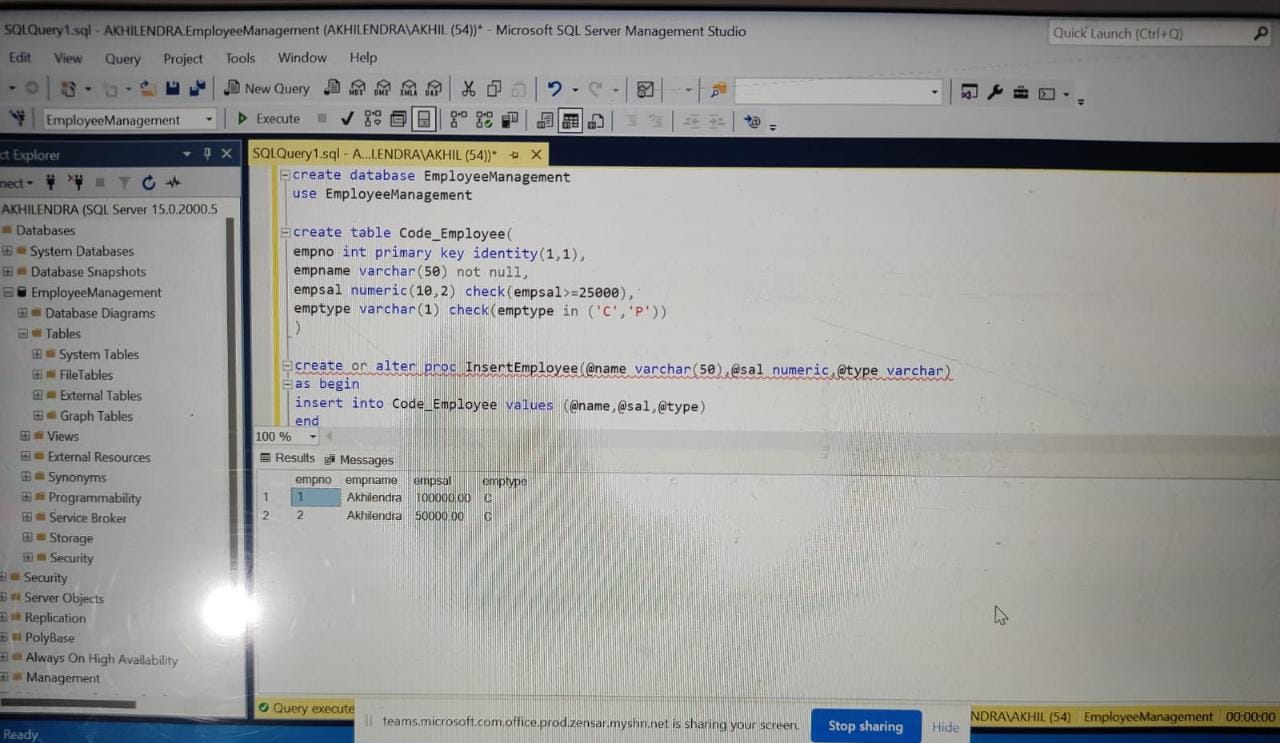 SQLQuery1.sql - AKHILENDRA.EmployeeManagement (AKHILENDRA\AKHIL (54))* - Microsoft SQL Server Management Studio
Quick Launch (Ctrl+Q)
Edit View Query Project Tools Window Help
New Query MDX DMX XMLA DAX
EmployeeManagement Execute
ct Explorer
SQLQuery1.sql - A...LENDRA\AKHIL (54))*
nect
AKHILENDRA (SQL Server 15.0.2000.5
Databases
System Databases
Database Snapshots
EmployeeManagement
Database Diagrams
Tables
System Tables
FileTables
External Tables
Graph Tables
Views
External Resources
Synonyms
Programmability
Service Broker
Storage
Security
Security
Server Objects
Replication
PolyBase
Always On High Availability
Management
create database EmployeeManagement
use EmployeeManagement
create table Code_Employee(
empno int primary key identity(1,1),
empname varchar(50) not null,
empsal numeric(10,2) check(empsal>=25000),
emptype varchar(1) check(emptype in ('C','P'))
)
create or alter proc InsertEmployee(@name varchar(50),@sal numeric,@type varchar)
as begin
insert into Code_Employee values (@name,@sal,@type)
end
100 %
Results Messages
empno empname empsal emptype
1 1 Akhilendra 100000.00 C
2 2 Akhilendra 50000.00 C
Query execute
teams.microsoft.com.office.prod.zensar.myshn.net is sharing your screen. Stop sharing Hide
NDRA\AKHIL (54) EmployeeManagement 00:00:00
Ready